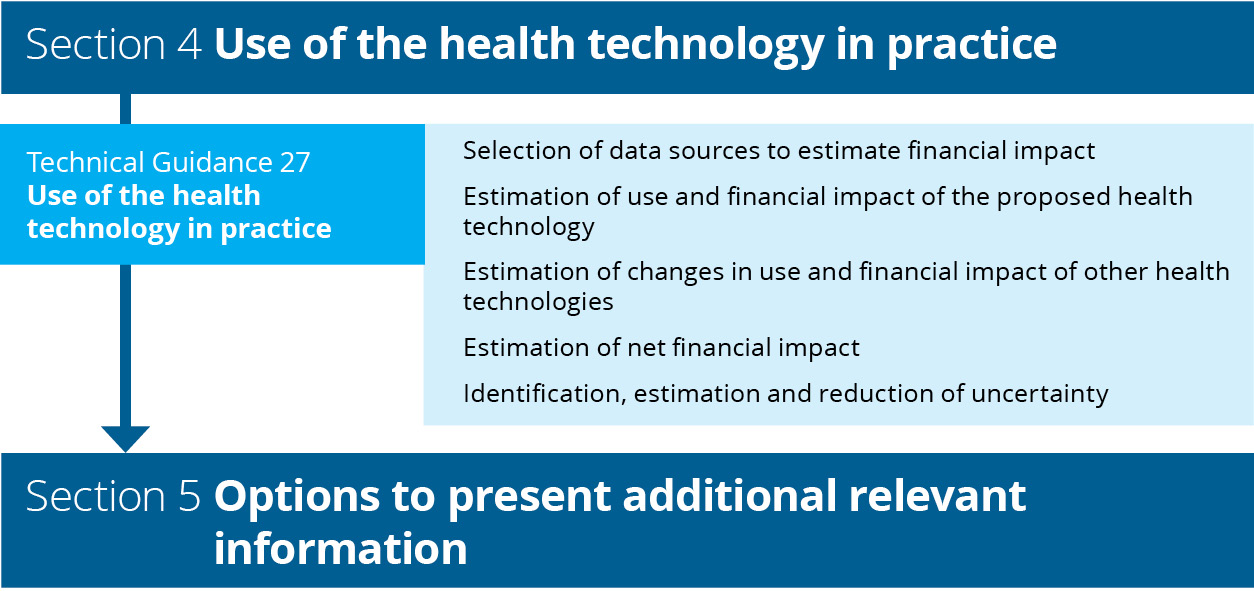 Section 4 Use of the health technology in practice
Technical Guidance 27
Use of the health
technology in practice
Selection of data sources to estimate financial impact
Estimation of use and financial impact of the proposed health
technology
Estimation of changes in use and financial impact of other health
technologies
Estimation of net financial impact
Identification, estimation and reduction of uncertainty
Section 5 Options to present additional relevant
information